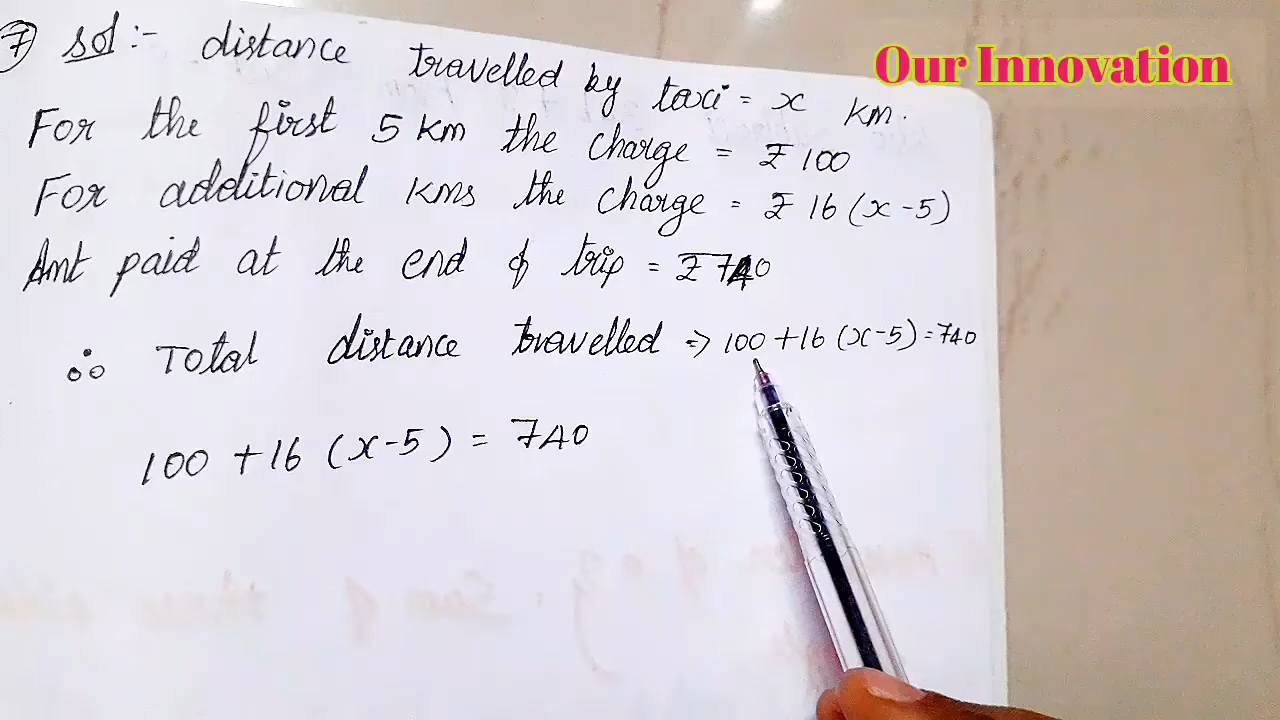 Our Innovation
7 Sol :- distance travelled by taxi = x km.
For the first 5 km the charge = ₹ 100
For additional kms the charge = ₹ 16 (x - 5)
Amt paid at the end of trip = ₹ 740
∴ Total distance travelled => 100 + 16 (x - 5) = 740
100 + 16 (x - 5) = 740